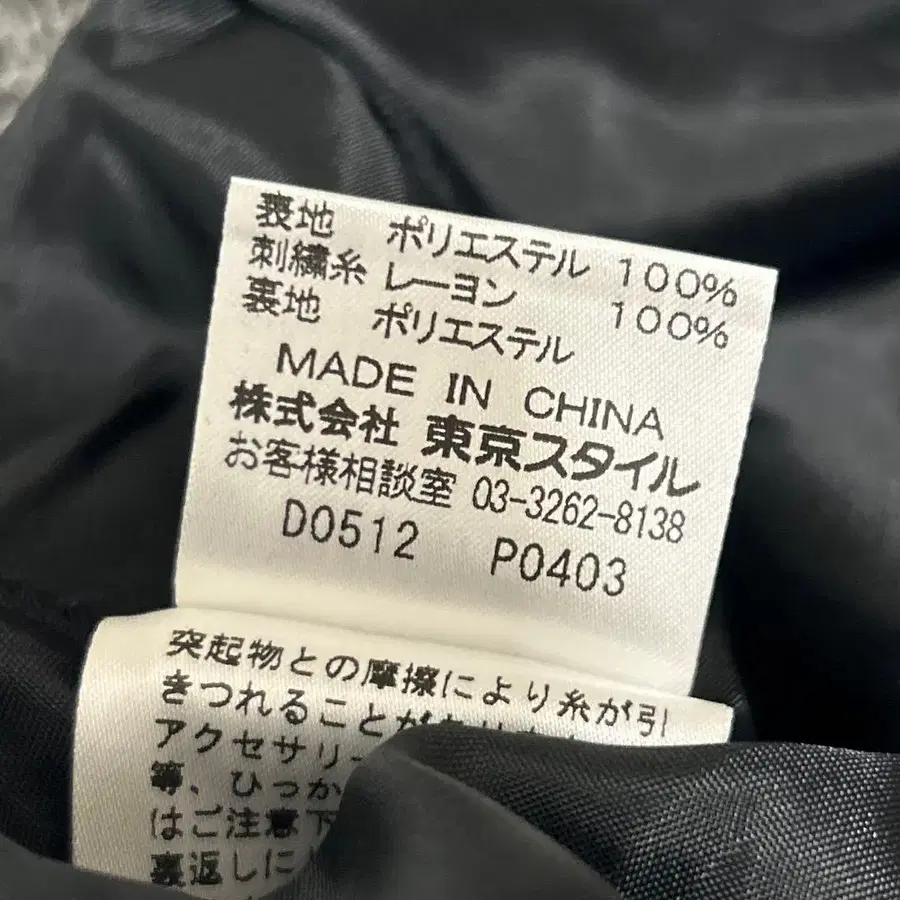 表地 ポリエステル 100%
刺繍糸 レーヨン 100%
裏地 ポリエステル
MADE IN CHINA
株式会社 東京スタイル
お客様相談室 03-3262-8138
D0512 P0403
突起物との摩擦により糸が引
きつれることがあり
アクセサリー
等、ひっか
はご注意下
裏返しに